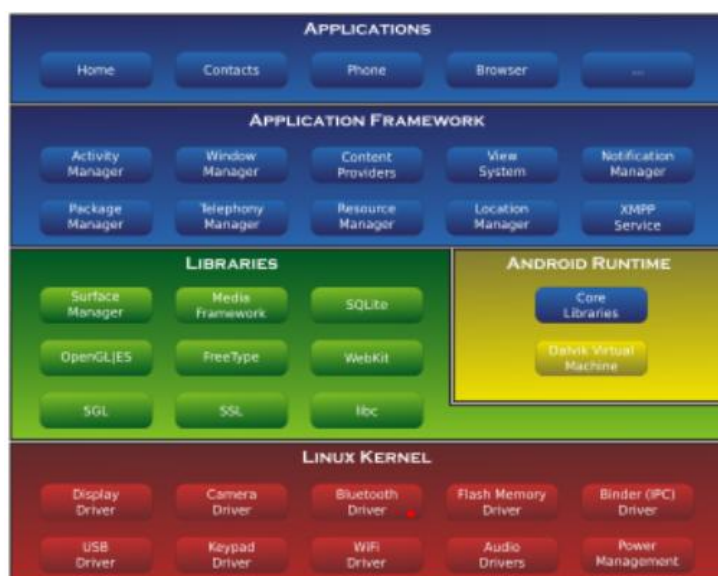 APPLICATIONS
Home Contacts Phone Browser ...
APPLICATION FRAMEWORK
Activity Manager Window Manager Content Providers View System Notification Manager
Package Manager Telephony Manager Resource Manager Location Manager XMPP Service
LIBRARIES ANDROID RUNTIME
Surface Manager Media Framework SQLite Core Libraries
OpenGL|ES FreeType WebKit Dalvik Virtual Machine
SGL SSL libc
LINUX KERNEL
Display Driver Camera Driver Bluetooth Driver Flash Memory Driver Binder (IPC) Driver
USB Driver Keypad Driver WiFi Driver Audio Drivers Power Management